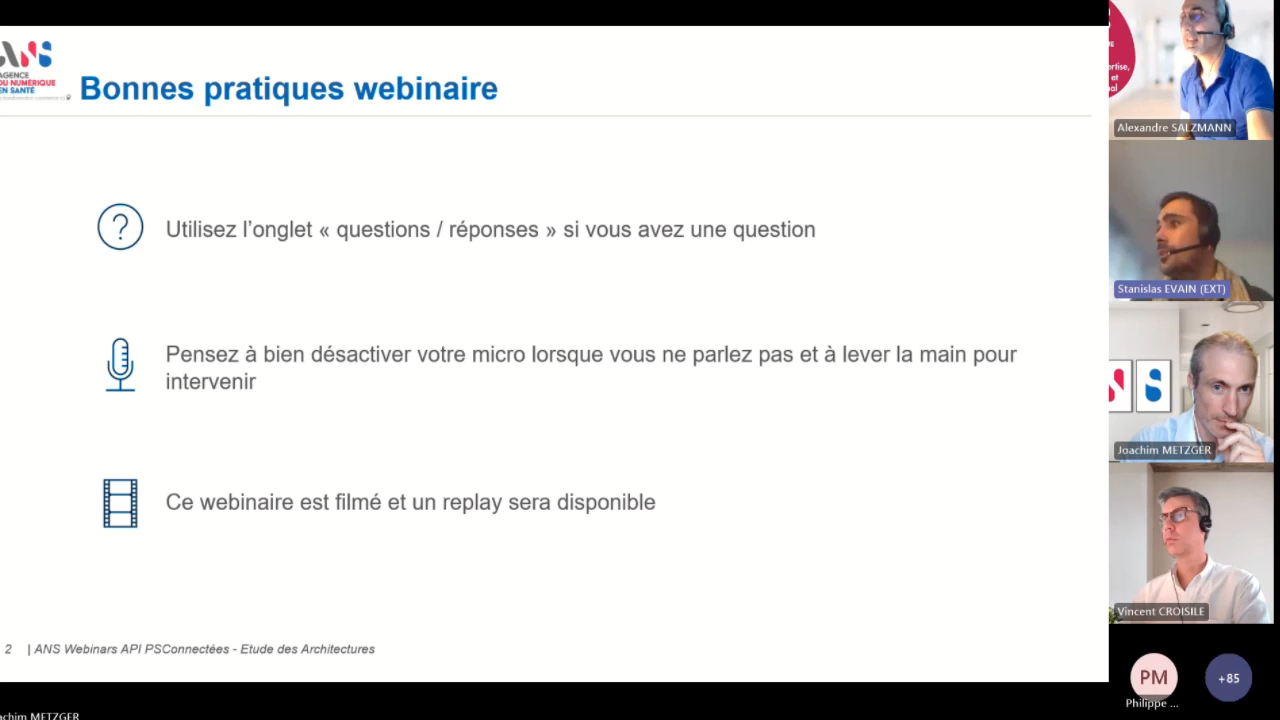 AGENCE
DU NUMÉRIQUE
EN SANTÉ
Bonnes pratiques webinaire
?
Utilisez l'onglet « questions / réponses » si vous avez une question
Pensez à bien désactiver votre micro lorsque vous ne parlez pas et à lever la main pour
intervenir
Ce webinaire est filmé et un replay sera disponible
2 | ANS Webinars API PSConnectées - Etude des Architectures
et
Alexandre SALZMANN
Stanislas EVAIN (EXT)
Joachim METZGER
Vincent CROISILE
PM
+85
Philippe ...
METZGER